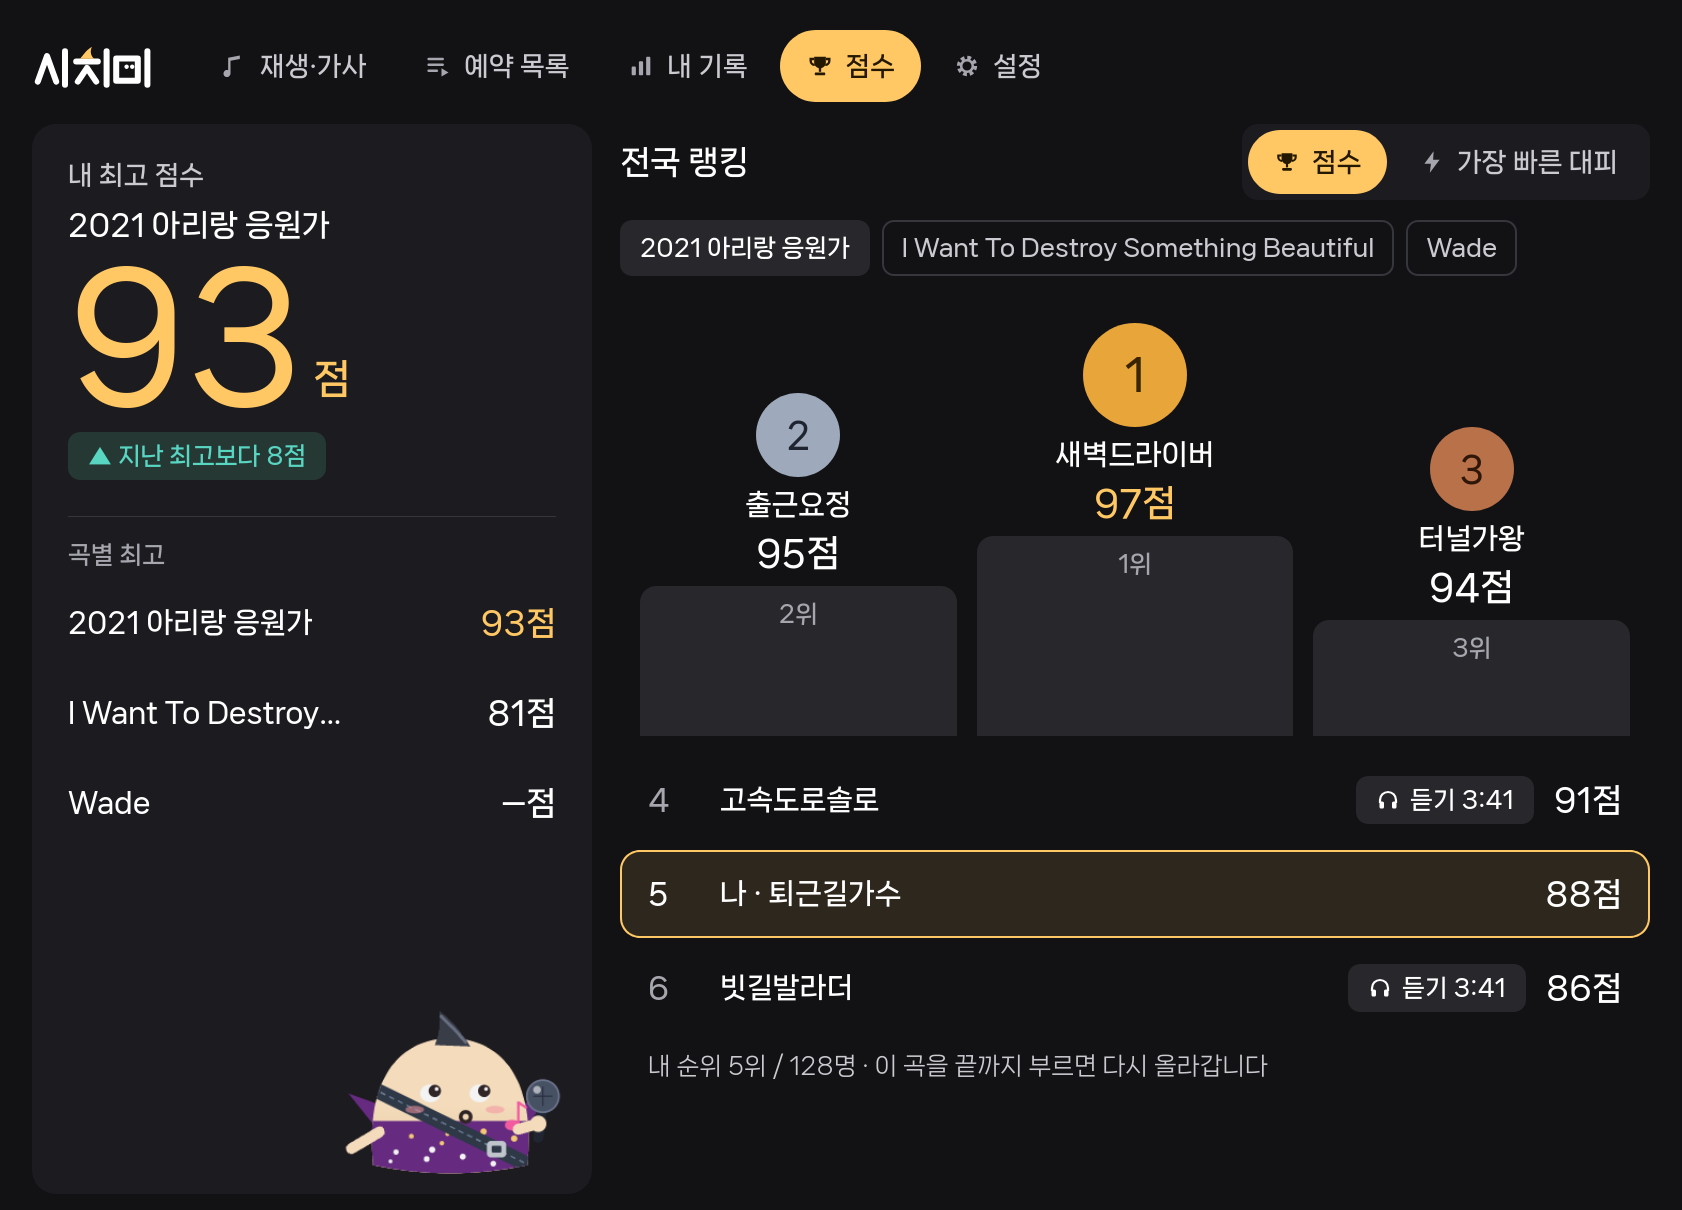 시치미
재생·가사
예약 목록
내 기록
점수
설정
내 최고 점수
2021 아리랑 응원가
93 점
▲ 지난 최고보다 8점
곡별 최고
2021 아리랑 응원가 93점
I Want To Destroy... 81점
Wade –점
전국 랭킹
점수
가장 빠른 대피
2021 아리랑 응원가
I Want To Destroy Something Beautiful
Wade
2
출근요정
95점
2위
1
새벽드라이버
97점
1위
3
터널가왕
94점
3위
4 고속도로솔로 듣기 3:41 91점
5 나 · 퇴근길가수 88점
6 빗길발라더 듣기 3:41 86점
내 순위 5위 / 128명 · 이 곡을 끝까지 부르면 다시 올라갑니다